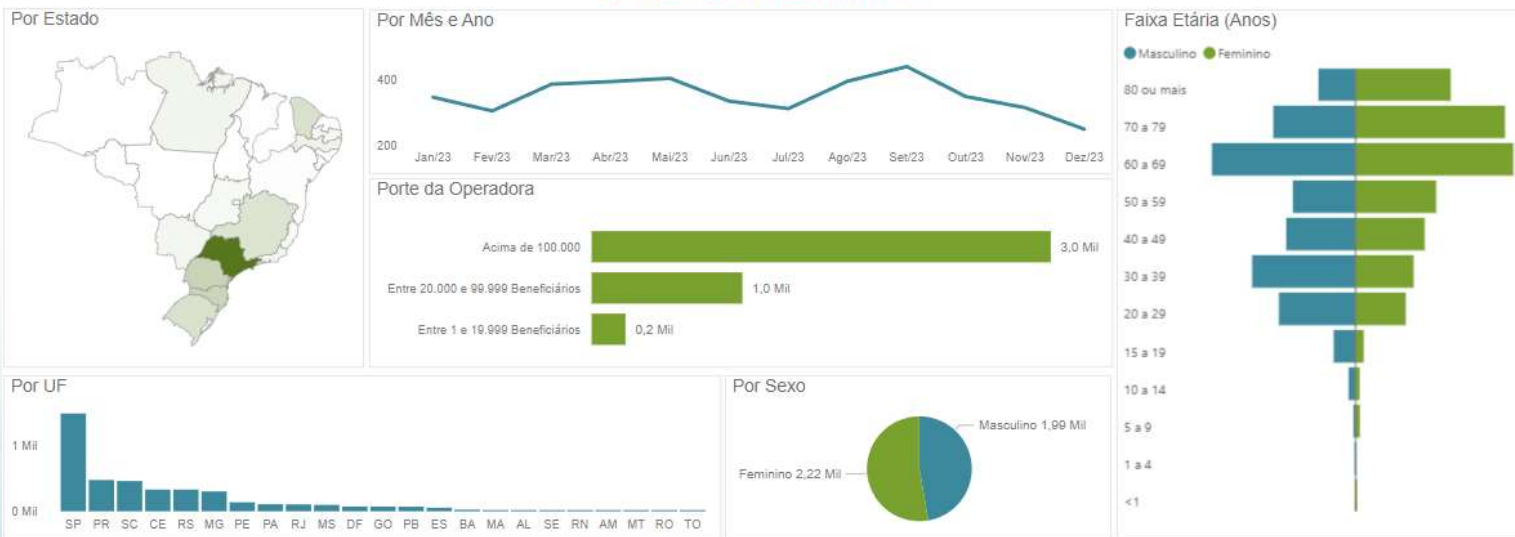 Por Estado
Por Mês e Ano
400
200
Jan/23 Fev/23 Mar/23 Abr/23 Mai/23 Jun/23 Jul/23 Ago/23 Set/23 Out/23 Nov/23 Dez/23
Porte da Operadora
Acima de 100.000 3,0 Mil
Entre 20.000 e 99.999 Beneficiários 1,0 Mil
Entre 1 e 19.999 Beneficiários 0,2 Mil
Faixa Etária (Anos)
Masculino Feminino
80 ou mais
70 a 79
60 a 69
50 a 59
40 a 49
30 a 39
20 a 29
15 a 19
10 a 14
5 a 9
1 a 4
<1
Por UF
1 Mil
0 Mil
SP PR SC CE RS MG PE PA RJ MS DF GO PB ES BA MA AL SE RN AM MT RO TO
Por Sexo
Masculino 1,99 Mil
Feminino 2,22 Mil